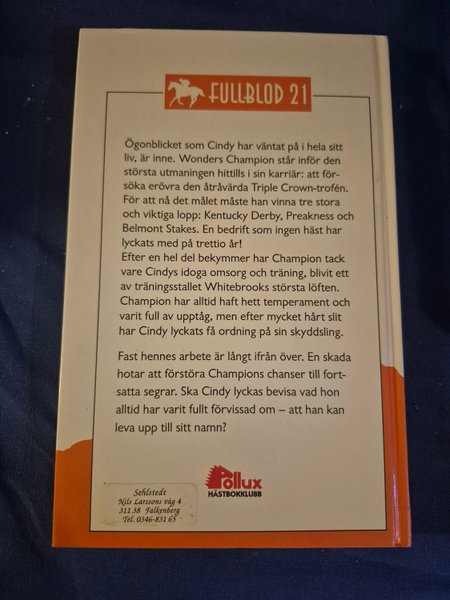 FULLBLOD 21
Ögonblicket som Cindy har väntat på i hela sitt
liv, är inne. Wonders Champion står inför den
största utmaningen hittills i sin karriär: att för-
söka erövra den åtråvärda Triple Crown-trofén.
För att nå det målet måste han vinna tre stora
och viktiga lopp: Kentucky Derby, Preakness och
Belmont Stakes. En bedrift som ingen häst har
lyckats med på trettio år!
Efter en hel del bekymmer har Champion tack
vare Cindys idoga omsorg och träning, blivit ett
av träningsstallet Whitebrooks största löften.
Champion har alltid haft hett temperament och
varit full av upptåg, men efter mycket hårt slit
har Cindy lyckats få ordning på sin skyddsling.
Fast hennes arbete är långt ifrån över. En skada
hotar att förstöra Champions chanser till fort-
satta segrar. Ska Cindy lyckas bevisa vad hon
alltid har varit fullt förvissad om – att han kan
leva upp till sitt namn?
Pollux
HÄSTBOKKLUBB
Sehlstedt
Nils Larssons väg 4
311 38 Falkenberg
Tel. 0346-831 65